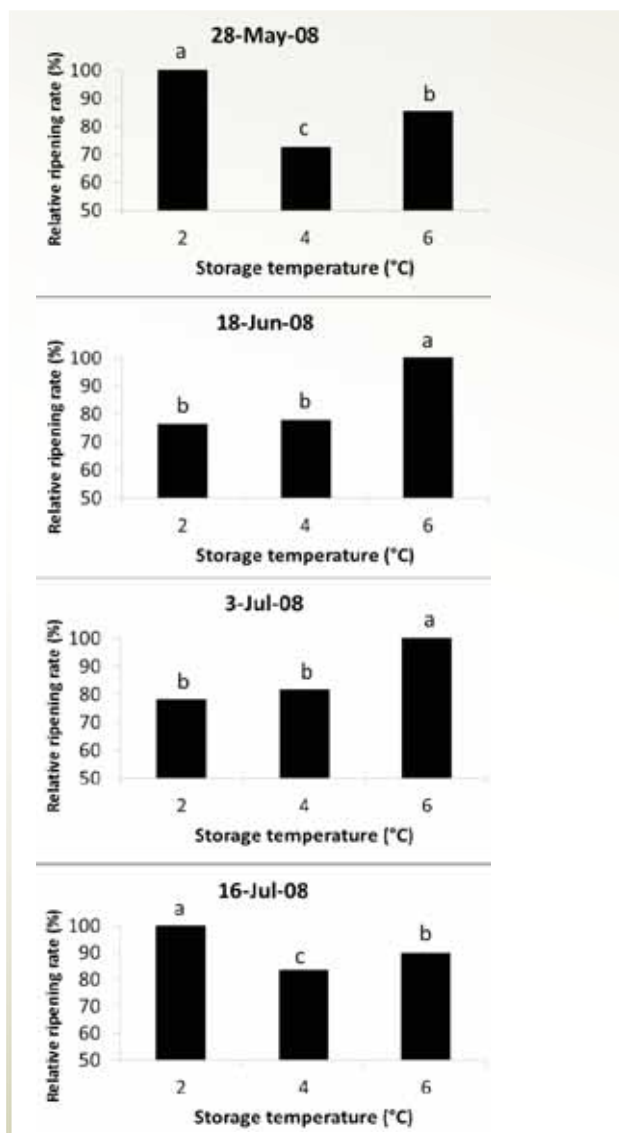 28-May-08
a
Relative ripening rate (%)
100
90
80
70
60
50
c
b
2 4 6
Storage temperature (°C)
18-Jun-08
a
Relative ripening rate (%)
100
90
80
70
60
50
b b
2 4 6
Storage temperature (°C)
3-Jul-08
a
Relative ripening rate (%)
100
90
80
70
60
50
b b
2 4 6
Storage temperature (°C)
16-Jul-08
a
Relative ripening rate (%)
100
90
80
70
60
50
c
b
2 4 6
Storage temperature (°C)